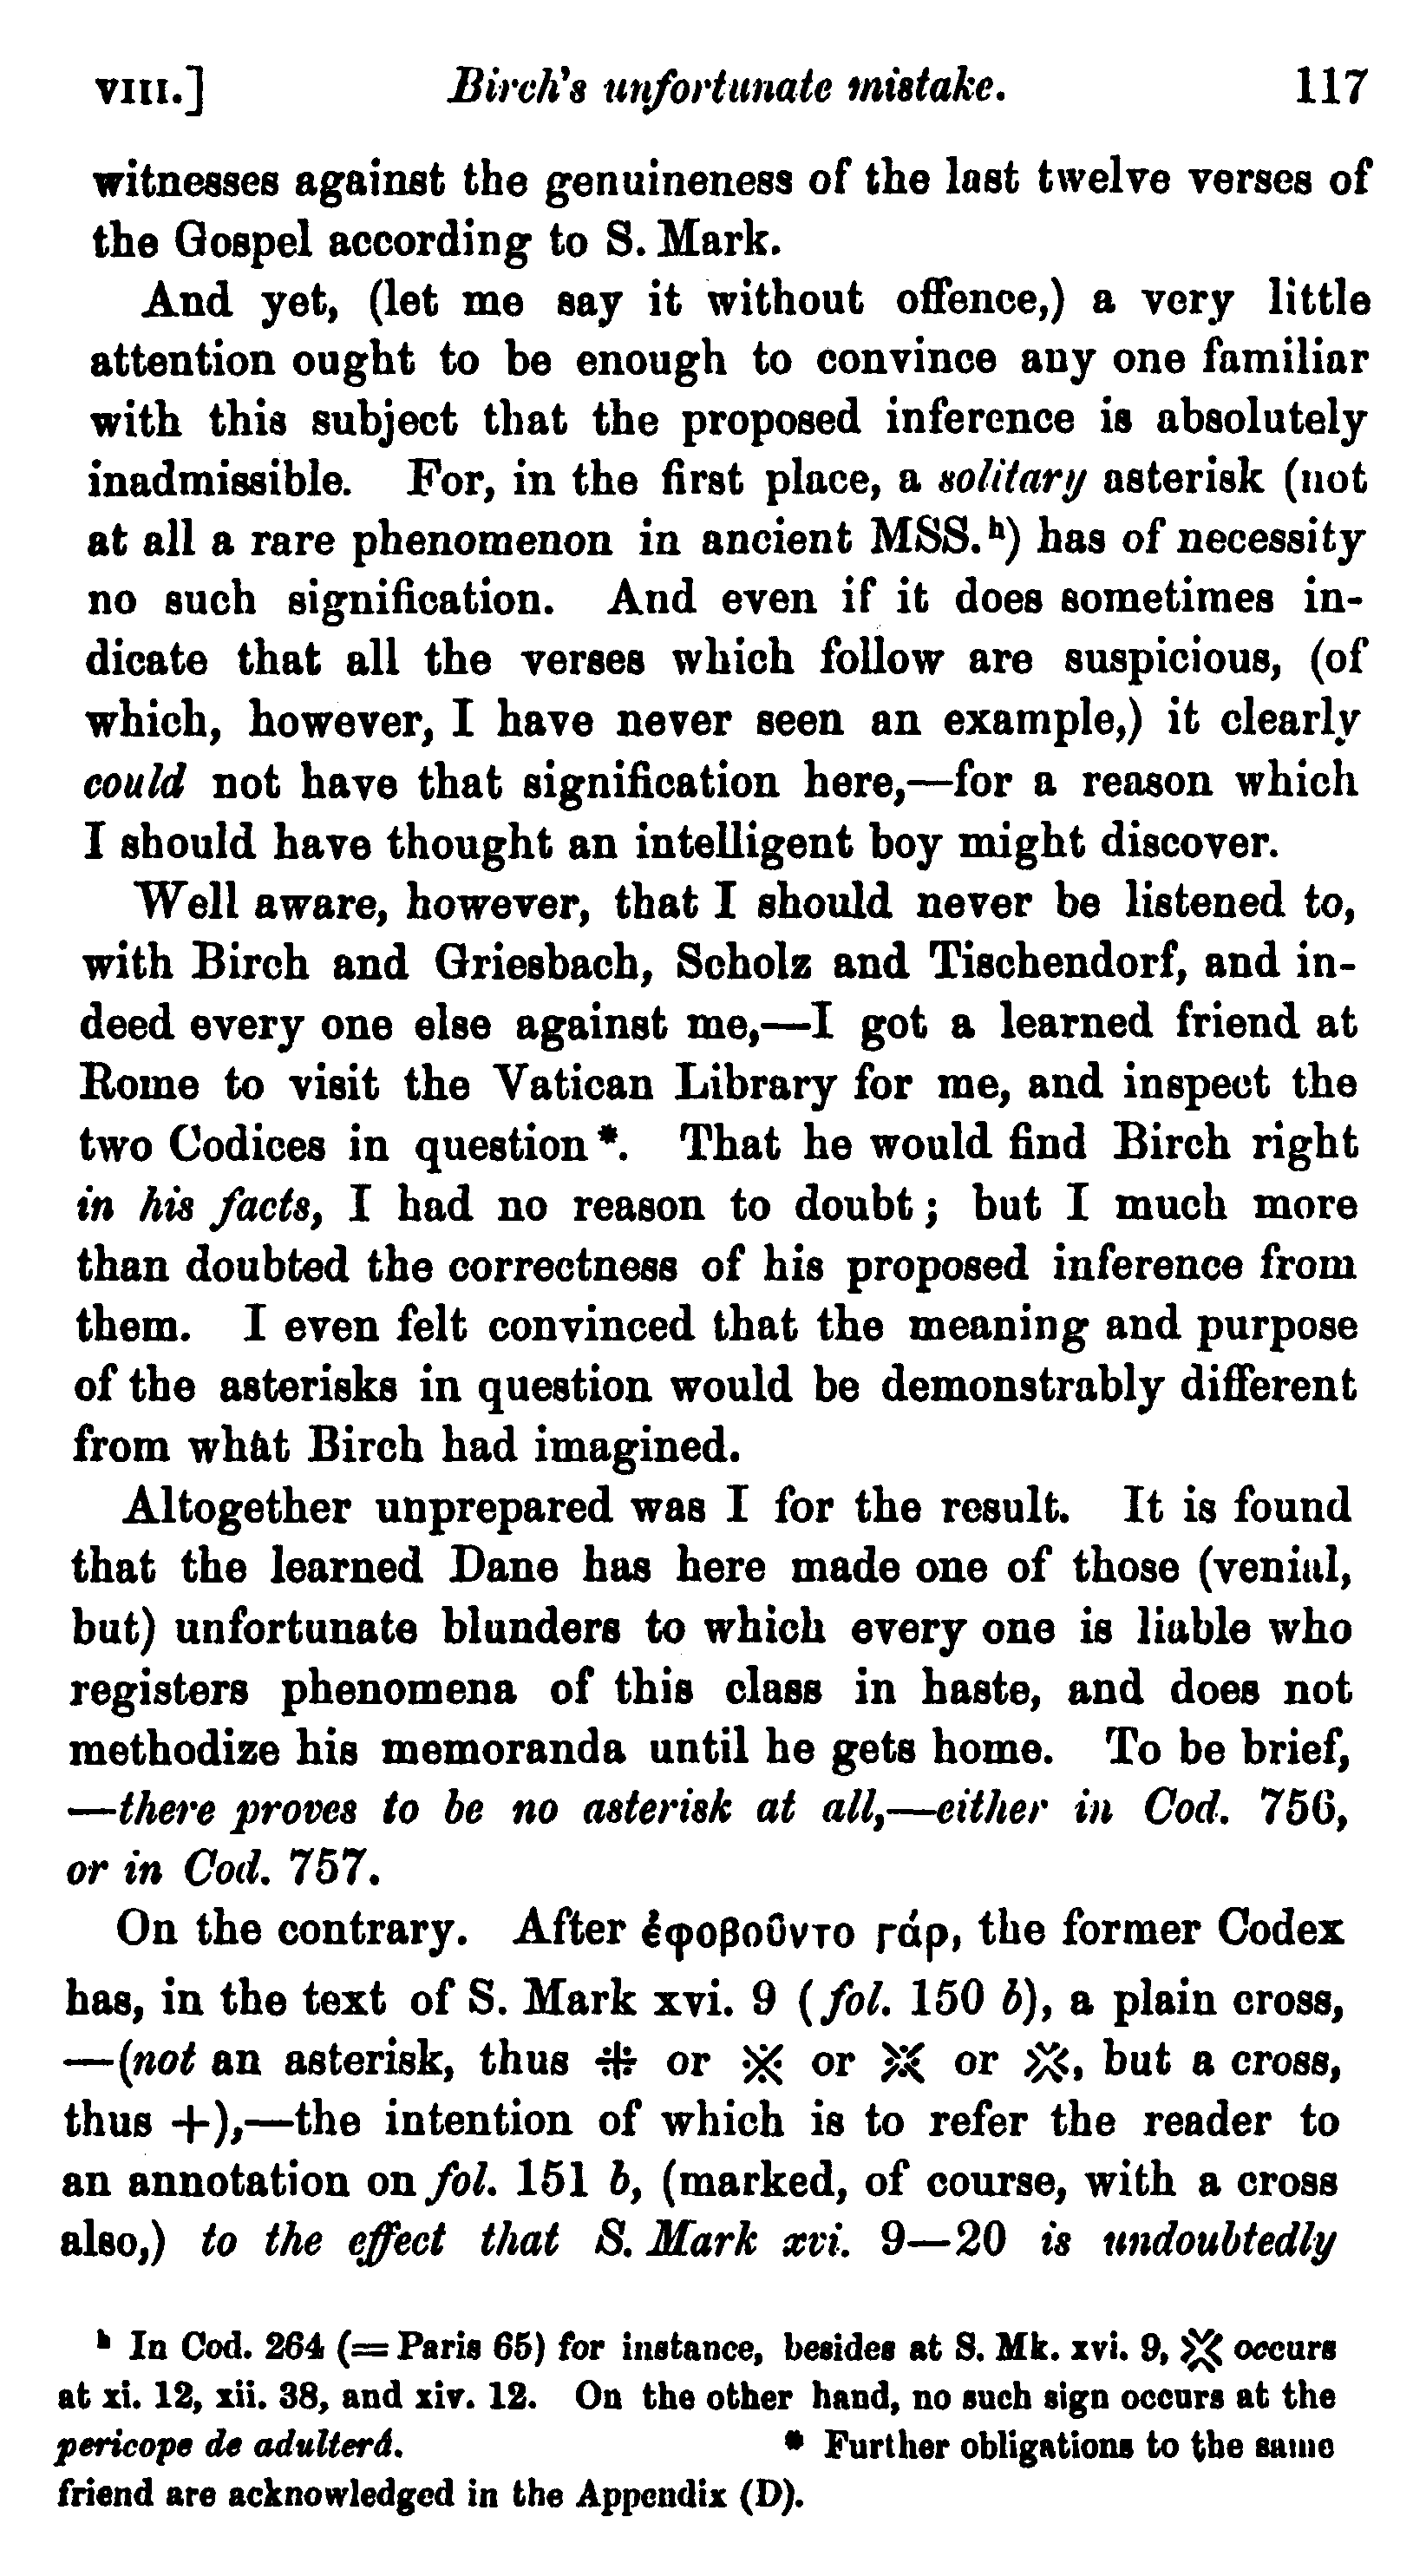 VIII.] Birch's unfortunate mistake. 117
witnesses against the genuineness of the last twelve verses of
the Gospel according to S. Mark.
And yet, (let me say it without offence,) a very little
attention ought to be enough to convince any one familiar
with this subject that the proposed inference is absolutely
inadmissible. For, in the first place, a solitary asterisk (not
at all a rare phenomenon in ancient MSS.ʰ) has of necessity
no such signification. And even if it does sometimes in-
dicate that all the verses which follow are suspicious, (of
which, however, I have never seen an example,) it clearly
could not have that signification here,—for a reason which
I should have thought an intelligent boy might discover.
Well aware, however, that I should never be listened to,
with Birch and Griesbach, Scholz and Tischendorf, and in-
deed every one else against me,—I got a learned friend at
Rome to visit the Vatican Library for me, and inspect the
two Codices in question*. That he would find Birch right
in his facts, I had no reason to doubt; but I much more
than doubted the correctness of his proposed inference from
them. I even felt convinced that the meaning and purpose
of the asterisks in question would be demonstrably different
from what Birch had imagined.
Altogether unprepared was I for the result. It is found
that the learned Dane has here made one of those (venial,
but) unfortunate blunders to which every one is liable who
registers phenomena of this class in haste, and does not
methodize his memoranda until he gets home. To be brief,
—there proves to be no asterisk at all,—either in Cod. 756,
or in Cod. 757.
On the contrary. After ἐφοβοῦντο γάρ, the former Codex
has, in the text of S. Mark xvi. 9 (fol. 150 b), a plain cross,
—(not an asterisk, thus ⁜ or ※ or ※ or ※, but a cross,
thus +),—the intention of which is to refer the reader to
an annotation on fol. 151 b, (marked, of course, with a cross
also,) to the effect that S. Mark xvi. 9—20 is undoubtedly
ʰ In Cod. 264 (= Paris 65) for instance, besides at S. Mk. xvi. 9, ※ occurs
at xi. 12, xii. 38, and xiv. 12. On the other hand, no such sign occurs at the
pericope de adulterâ. * Further obligations to the same
friend are acknowledged in the Appendix (D).